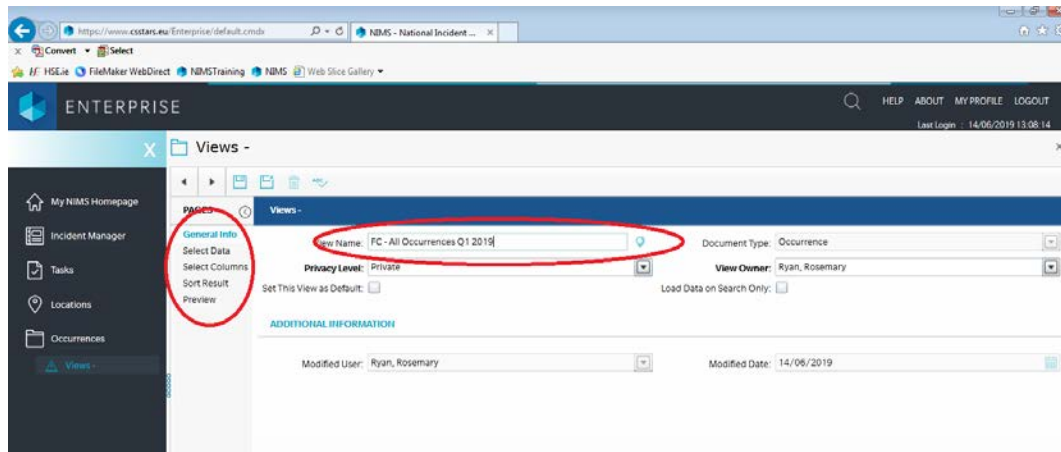 https://www.csstars.eu/Enterprise/default.cmdx
NIMS - National Incident ...
x Convert Select
HSE.ie FileMaker WebDirect NIMSTraining NIMS Web Slice Gallery
ENTERPRISE
HELP ABOUT MY PROFILE LOGOUT
Last Login : 14/06/2019 13:08:14
X Views -
My NIMS Homepage
Incident Manager
Tasks
Locations
Occurrences
Views -
PAGES
General Info
Select Data
Select Columns
Sort Result
Preview
Views -
View Name: FC - All Occurrences Q1 2019 Document Type: Occurrence
Privacy Level: Private View Owner: Ryan, Rosemary
Set This View as Default: Load Data on Search Only:
ADDITIONAL INFORMATION
Modified User: Ryan, Rosemary Modified Date: 14/06/2019